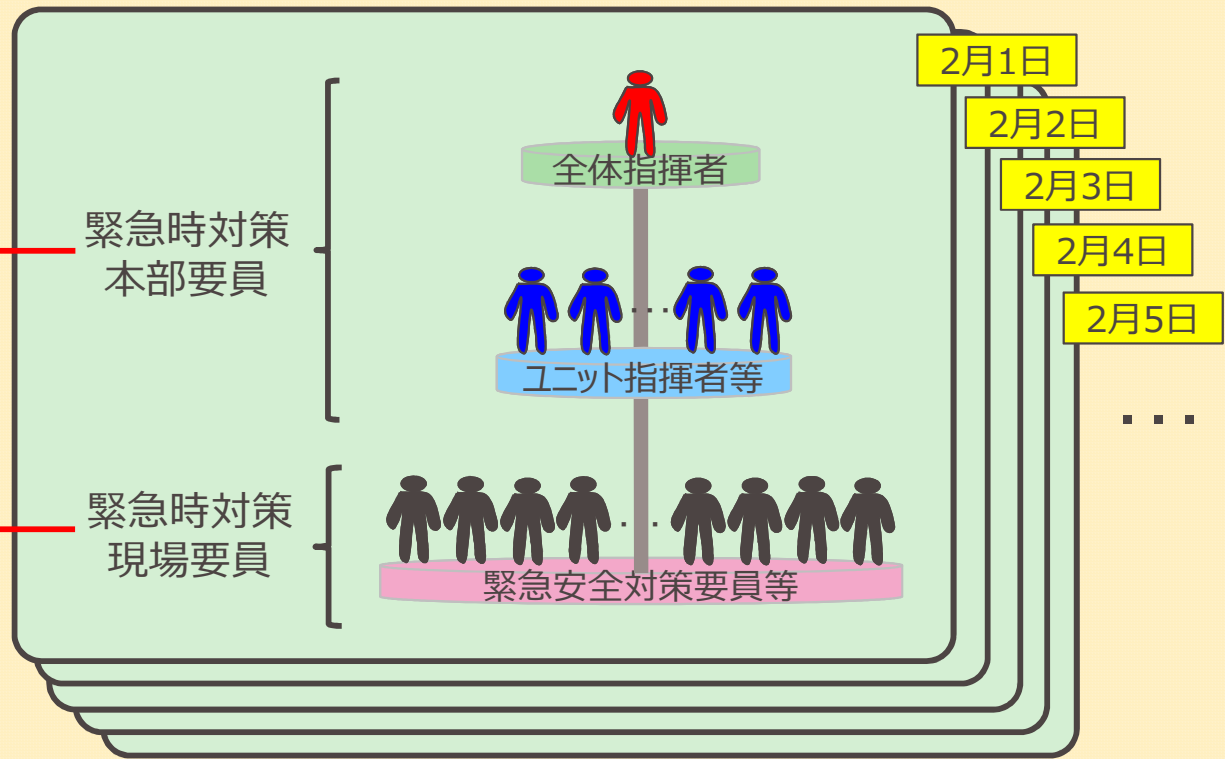 2月1日
2月2日
2月3日
2月4日
2月5日
…
全体指揮者
緊急時対策
本部要員
…
ユニット指揮者等
緊急時対策
現場要員
…
緊急安全対策要員等